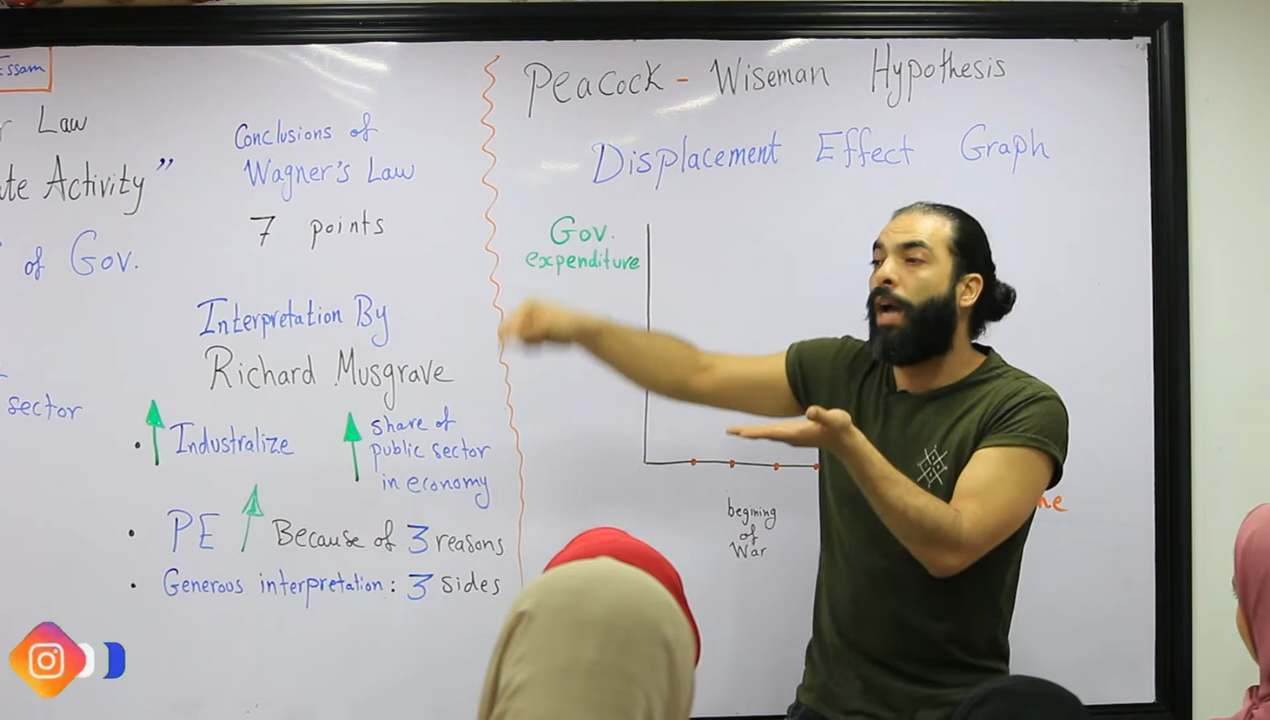 Essam
Law
Activity"
of Gov.
sector
Conclusions of
Wagner's Law
7 points
Interpretation By
Richard Musgrave
• Industralize
share of
public sector
in economy
• PE Because of 3 reasons
• Generous interpretation: 3 sides
Peacock - Wiseman Hypothesis
Displacement Effect Graph
Gov.
expenditure
begining
of
War